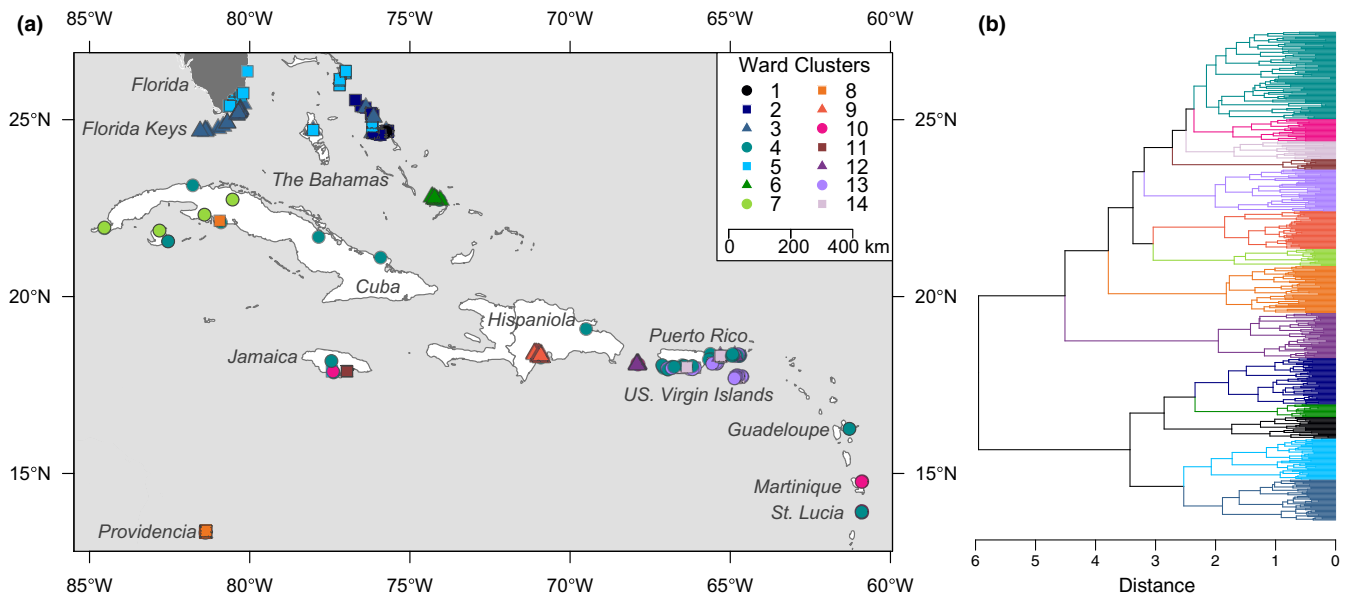 (a)
85°W 80°W 75°W 70°W 65°W 60°W
(b)
Florida
Florida Keys
The Bahamas
Cuba
Hispaniola
Jamaica
Puerto Rico
US. Virgin Islands
Guadeloupe
Martinique
St. Lucia
Providencia
Ward Clusters
1 8
2 9
3 10
4 11
5 12
6 13
7 14
0 200 400 km
25°N 25°N
20°N 20°N
15°N 15°N
85°W 80°W 75°W 70°W 65°W 60°W
6 5 4 3 2 1 0
Distance